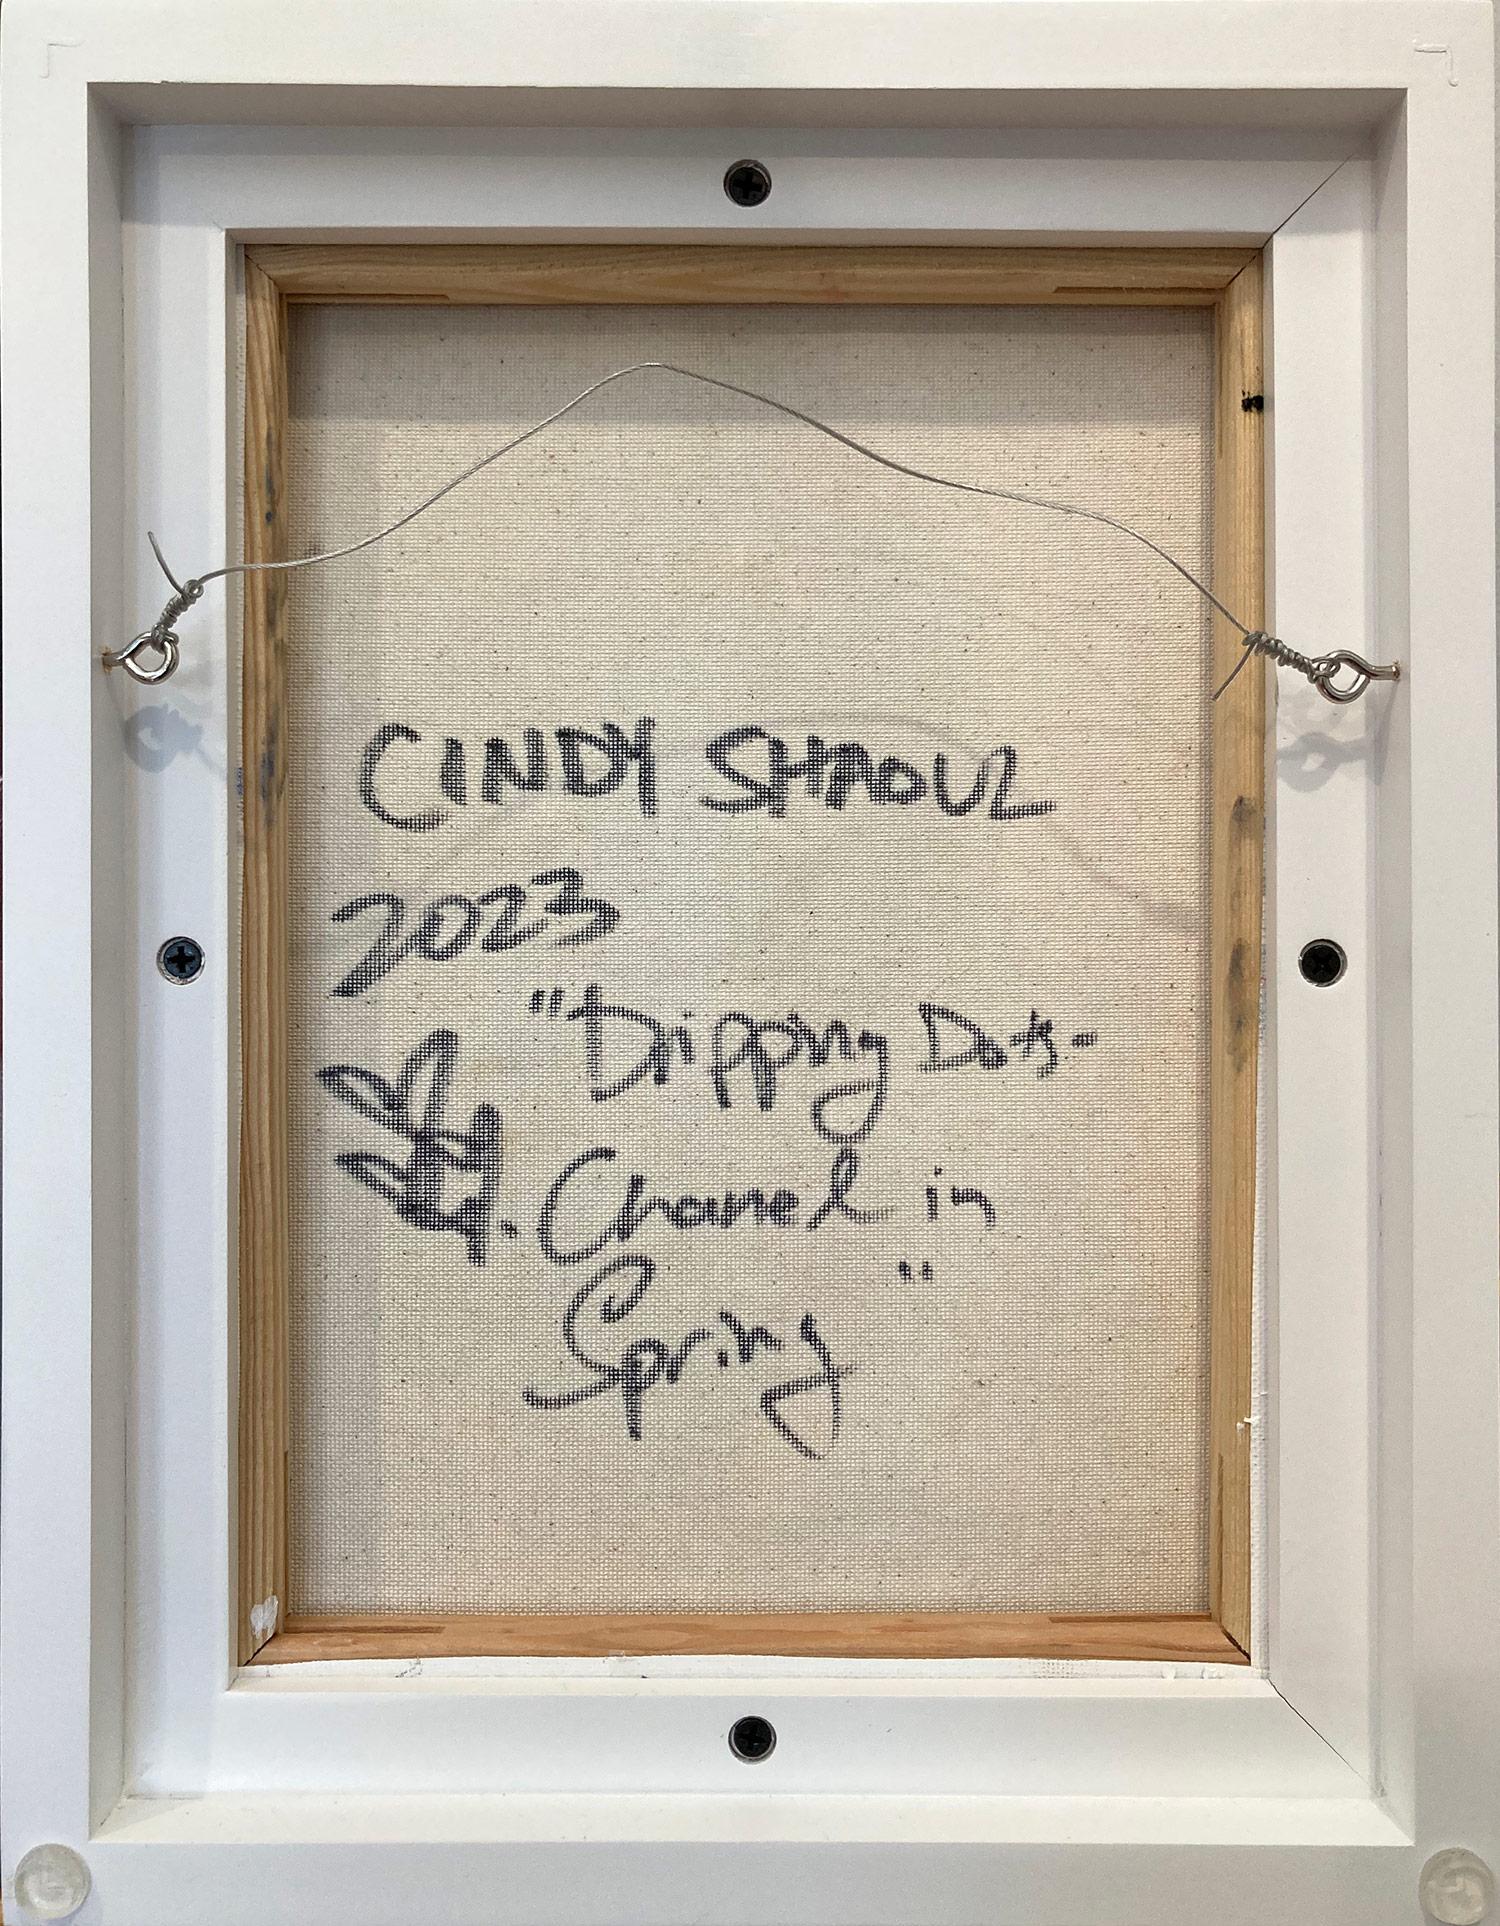 CINDY SHAOUL
2023
"Dripping Dots-
Chanel in
Spring"